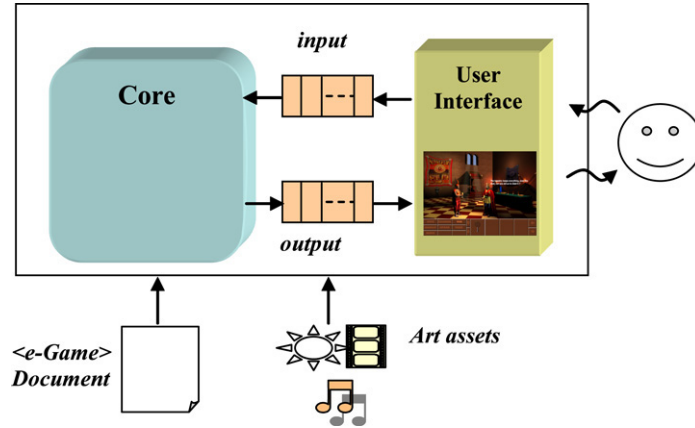 input
Core
User
Interface
output
<e-Game>
Document
Art assets